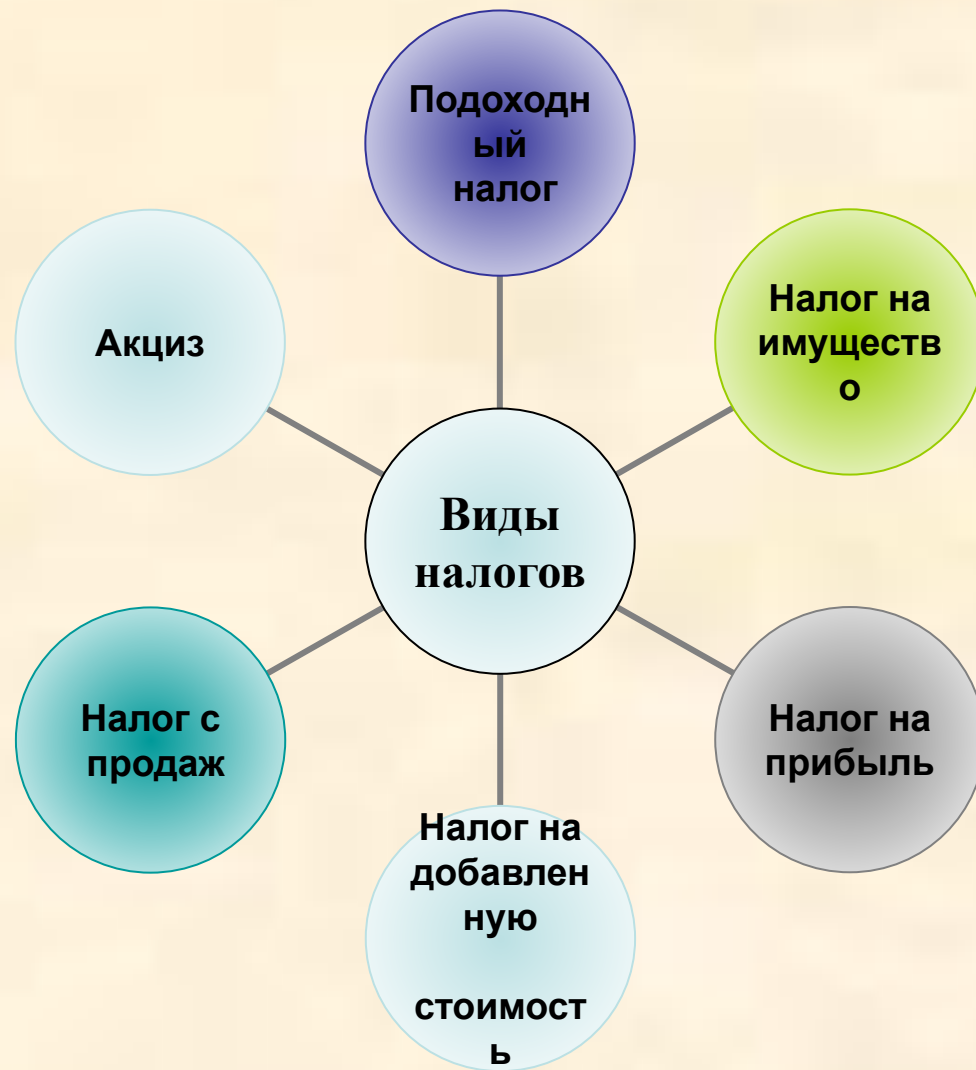 Подоходн
ый
налог
Акциз
Налог на
имуществ
о
Виды
налогов
Налог с
продаж
Налог на
прибыль
Налог на
добавлен
ную
стоимост
ь